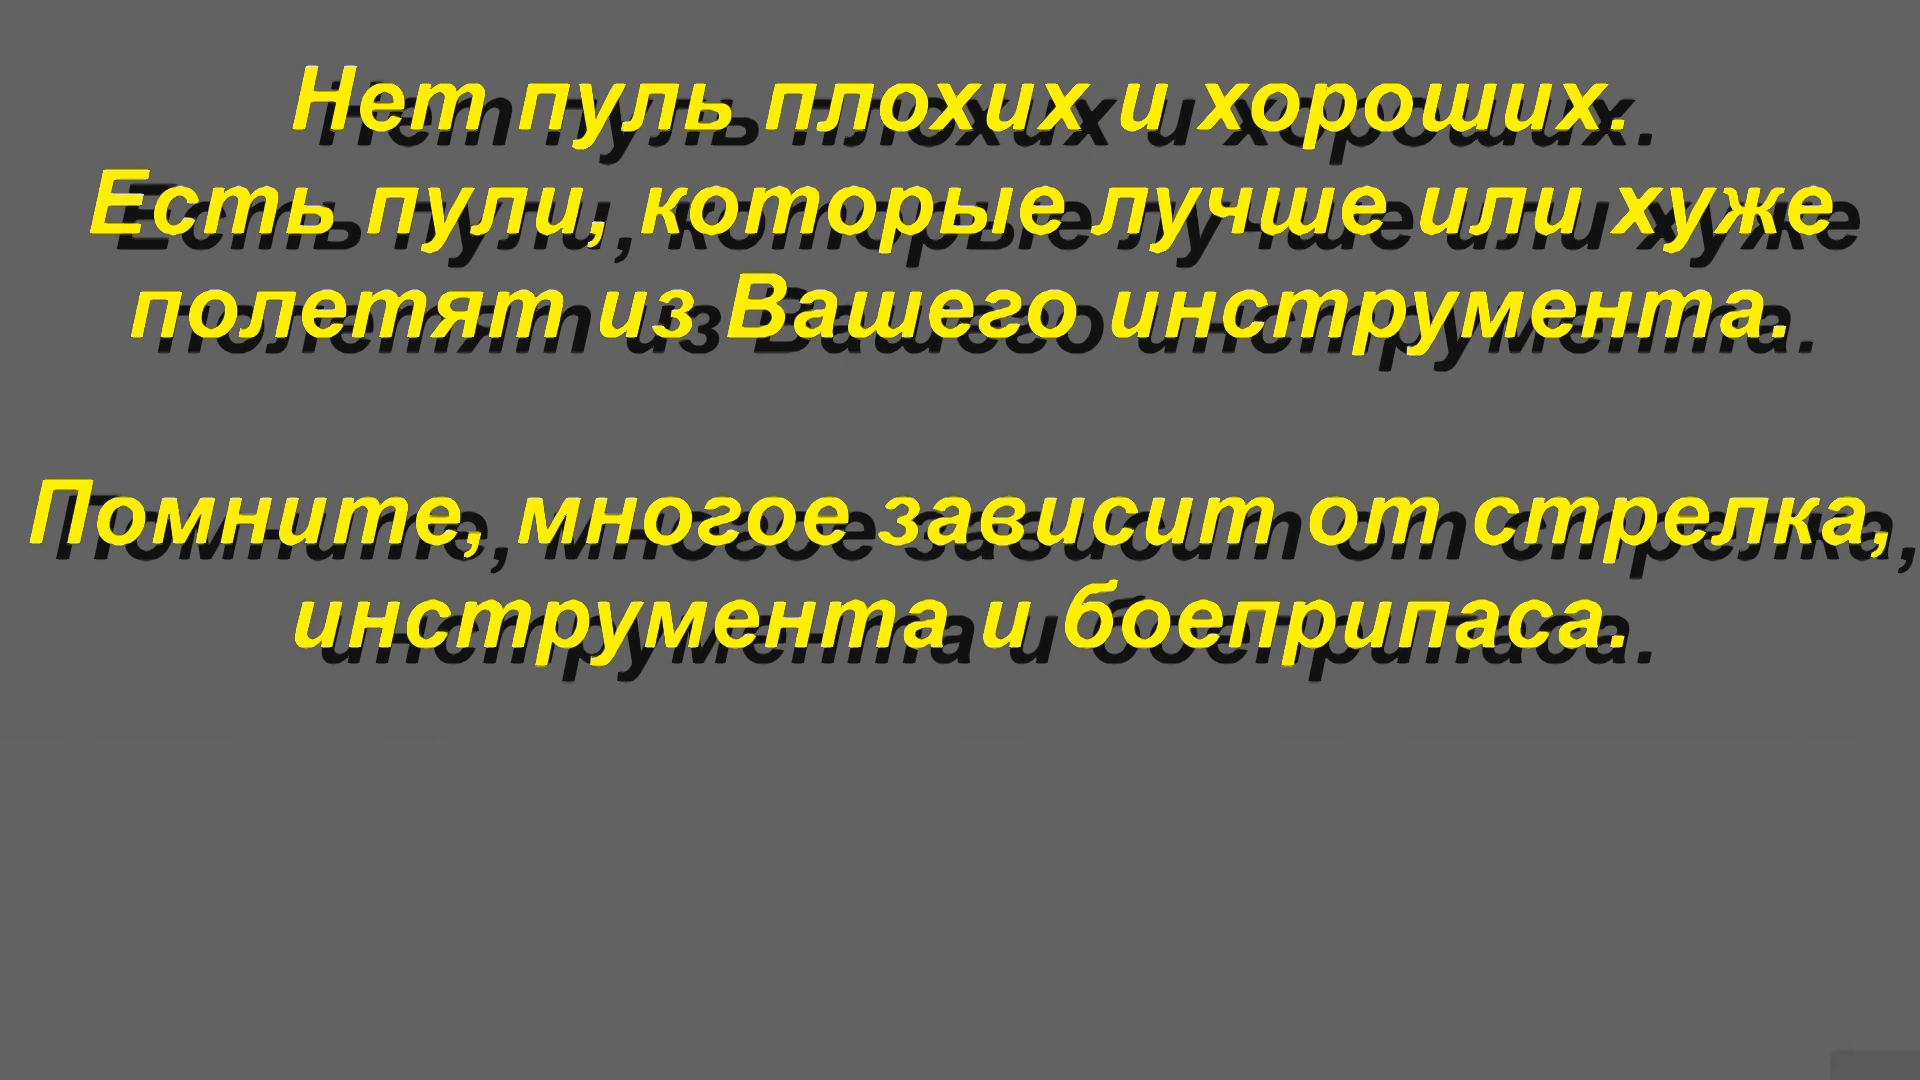 Нет пуль плохих и хороших.
Есть пули, которые лучше или хуже
полетят из Вашего инструмента.
Помните, многое зависит от стрелка,
инструмента и боеприпаса.